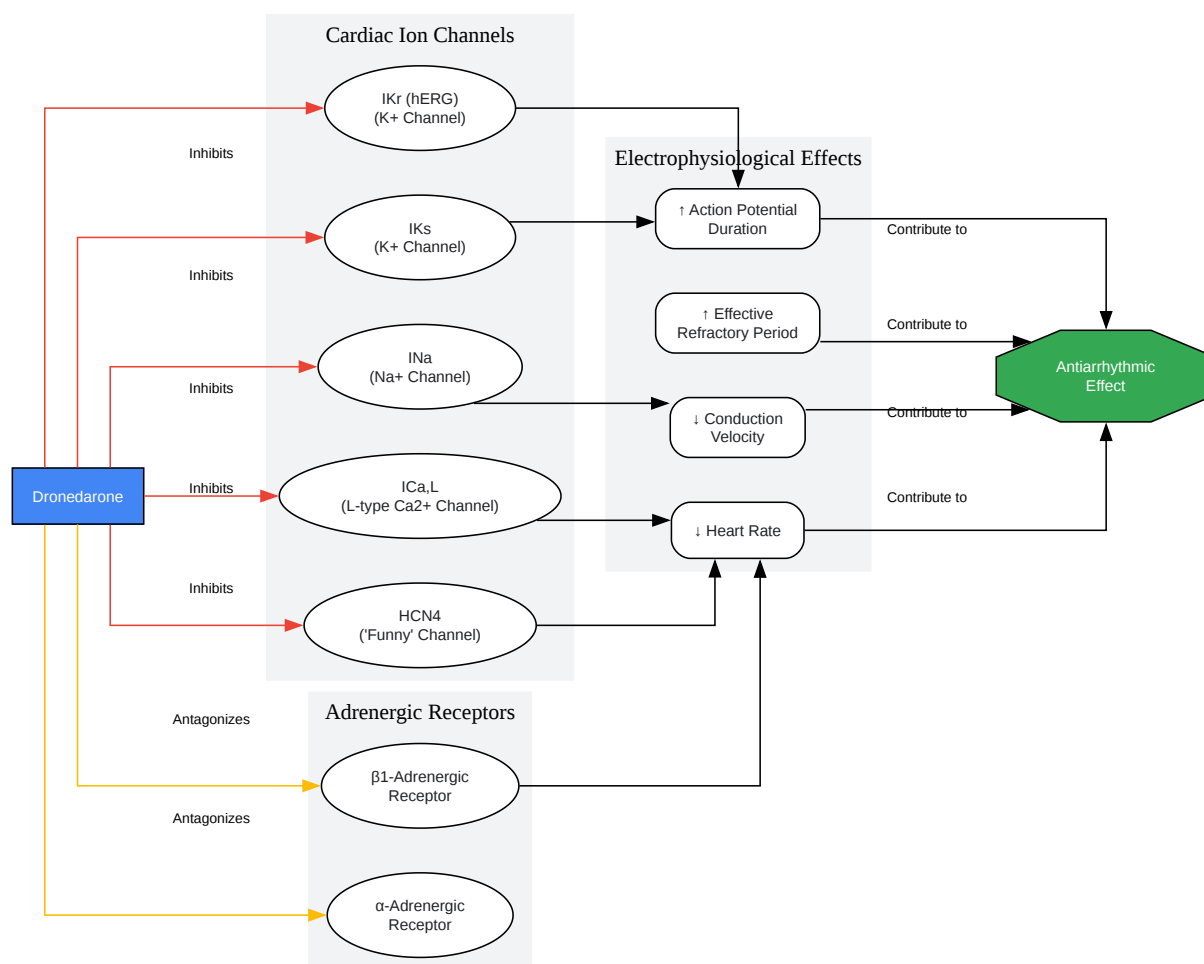 Cardiac Ion Channels
IKr (hERG)
(K+ Channel)
Inhibits
Electrophysiological Effects
IKs
(K+ Channel)
↑ Action Potential
Duration
Contribute to
Inhibits
↑ Effective
Refractory Period
Contribute to
INa
(Na+ Channel)
Antiarrhythmic
Effect
Inhibits
↓ Conduction
Velocity
Contribute to
Dronedarone
Inhibits
ICa,L
(L-type Ca2+ Channel)
↓ Heart Rate
Contribute to
Inhibits
HCN4
('Funny' Channel)
Adrenergic Receptors
Antagonizes
β1-Adrenergic
Receptor
Antagonizes
α-Adrenergic
Receptor